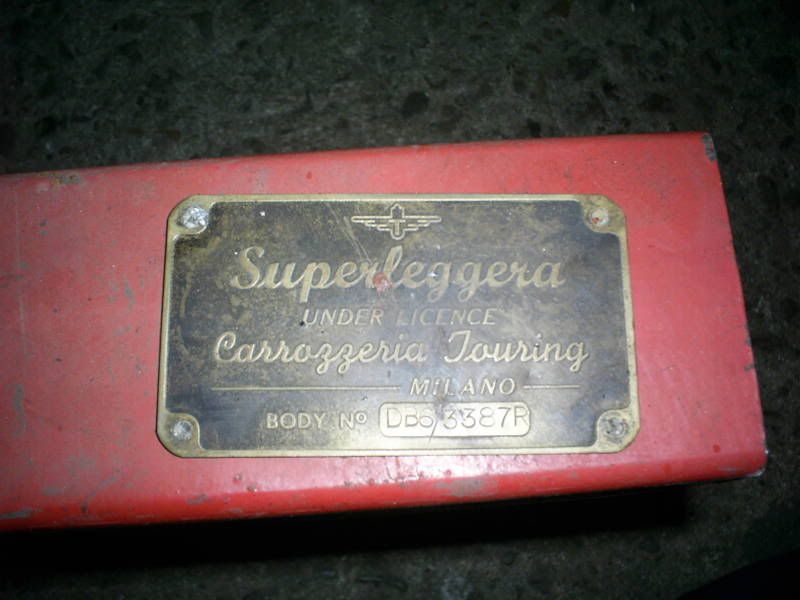 T
Superleggera
UNDER LICENCE
Carrozzeria Touring
MILANO
BODY Nº DB6 3387R